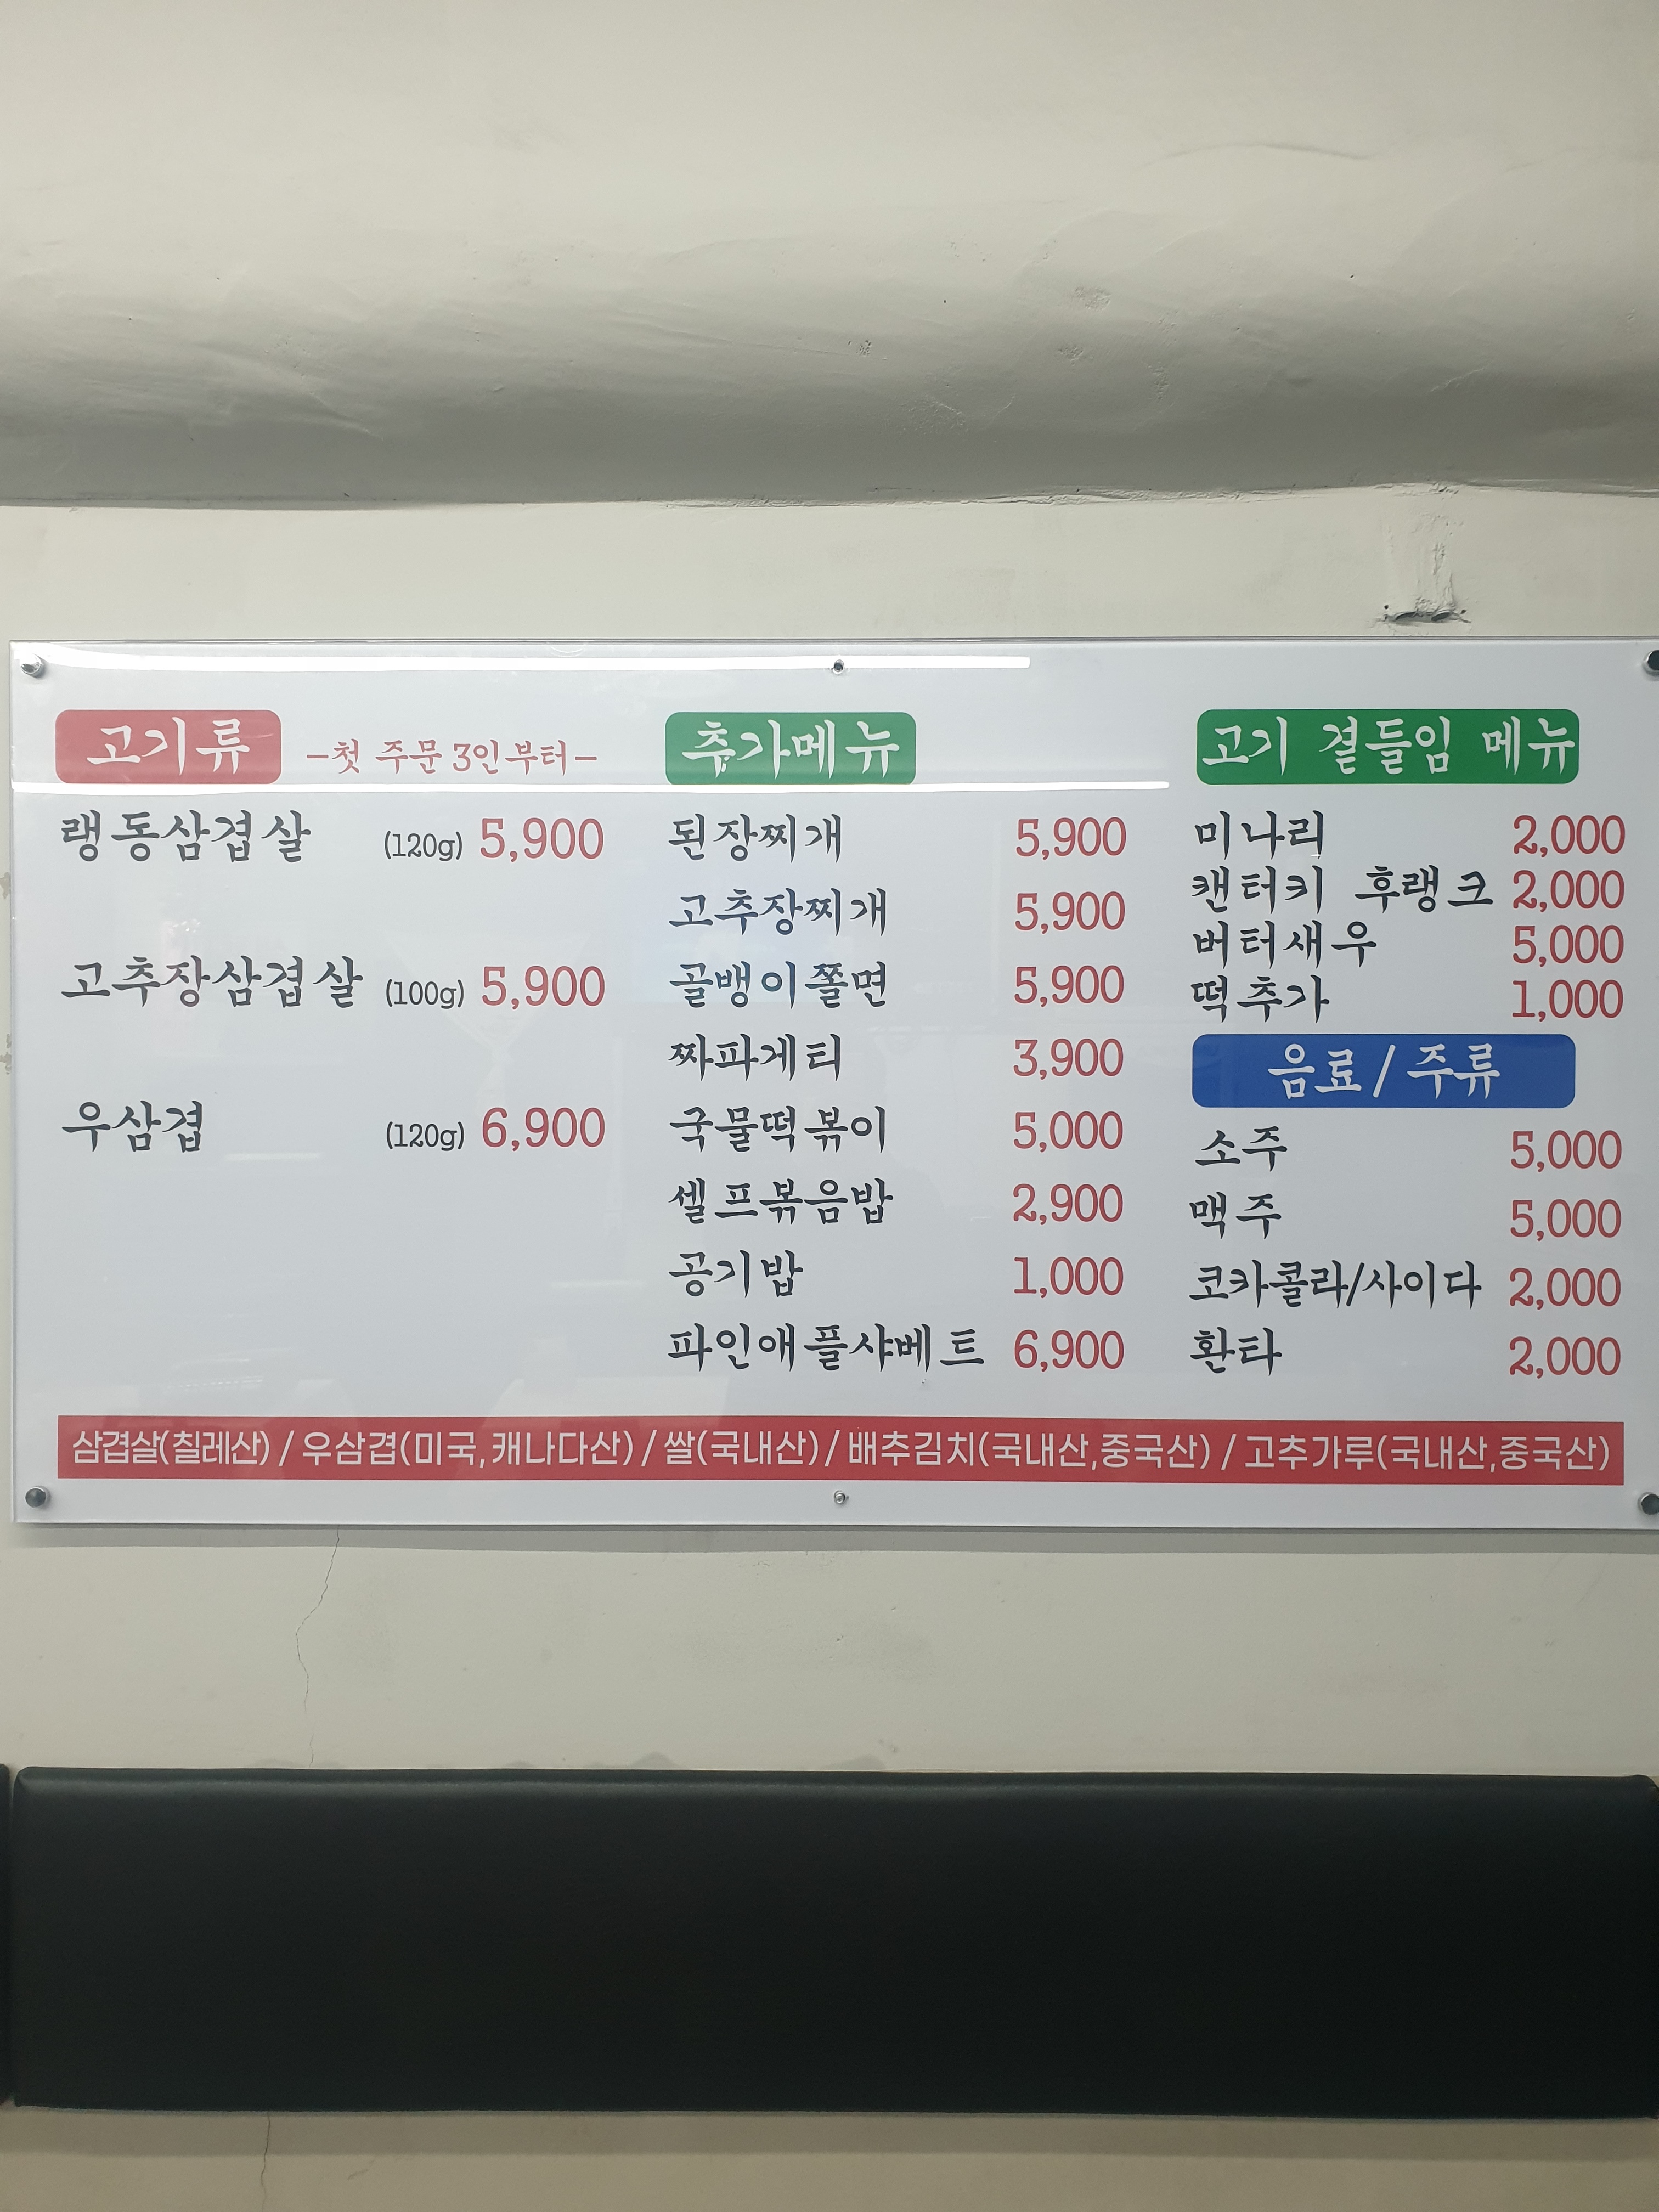 고기류 -첫 주문 3인부터-
랭동삼겹살 (120g) 5,900
고추장삼겹살 (100g) 5,900
우삼겹 (120g) 6,900
추가메뉴
된장찌개 5,900
고추장찌개 5,900
골뱅이쫄면 5,900
짜파게티 3,900
국물떡볶이 5,000
셀프볶음밥 2,900
공기밥 1,000
파인애플샤베트 6,900
고기 곁들임 메뉴
미나리 2,000
캔터키 후랭크 2,000
버터새우 5,000
떡추가 1,000
음료/주류
소주 5,000
맥주 5,000
코카콜라/사이다 2,000
환타 2,000
삼겹살(칠레산) / 우삼겹(미국,캐나다산) / 쌀(국내산) / 배추김치(국내산,중국산) / 고추가루(국내산,중국산)